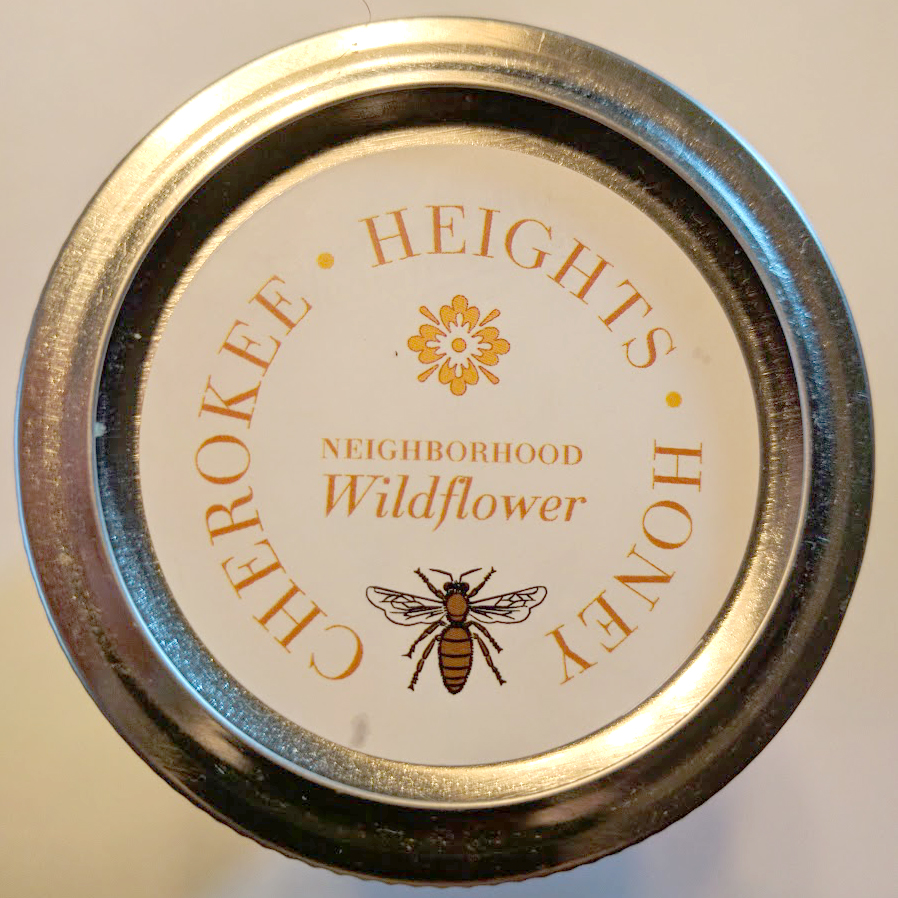 CHEROKEE • HEIGHTS • HONEY
NEIGHBORHOOD
Wildflower